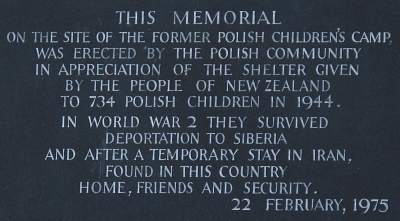 THIS MEMORIAL
ON THE SITE OF THE FORMER POLISH CHILDREN'S CAMP,
WAS ERECTED BY THE POLISH COMMUNITY
IN APPRECIATION OF THE SHELTER GIVEN
BY THE PEOPLE OF NEW ZEALAND
TO 734 POLISH CHILDREN IN 1944.
IN WORLD WAR 2 THEY SURVIVED
DEPORTATION TO SIBERIA
AND AFTER A TEMPORARY STAY IN IRAN,
FOUND IN THIS COUNTRY
HOME, FRIENDS AND SECURITY.
22 FEBRUARY, 1975